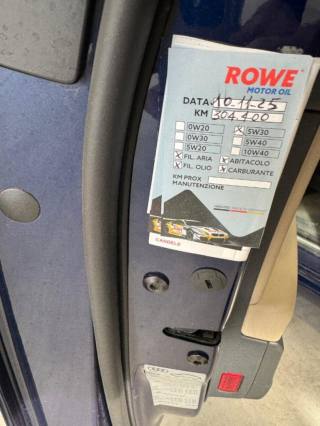 ROWE
MOTOR OIL
DATA 10.11.25
KM 304.400
0W20 x 5W30
0W30 5W40
5W20 10W40
x FIL. ARIA x ABITACOLO
x FIL. OLIO x CARBURANTE
KM PROX
MANUTENZIONE
CANDELE